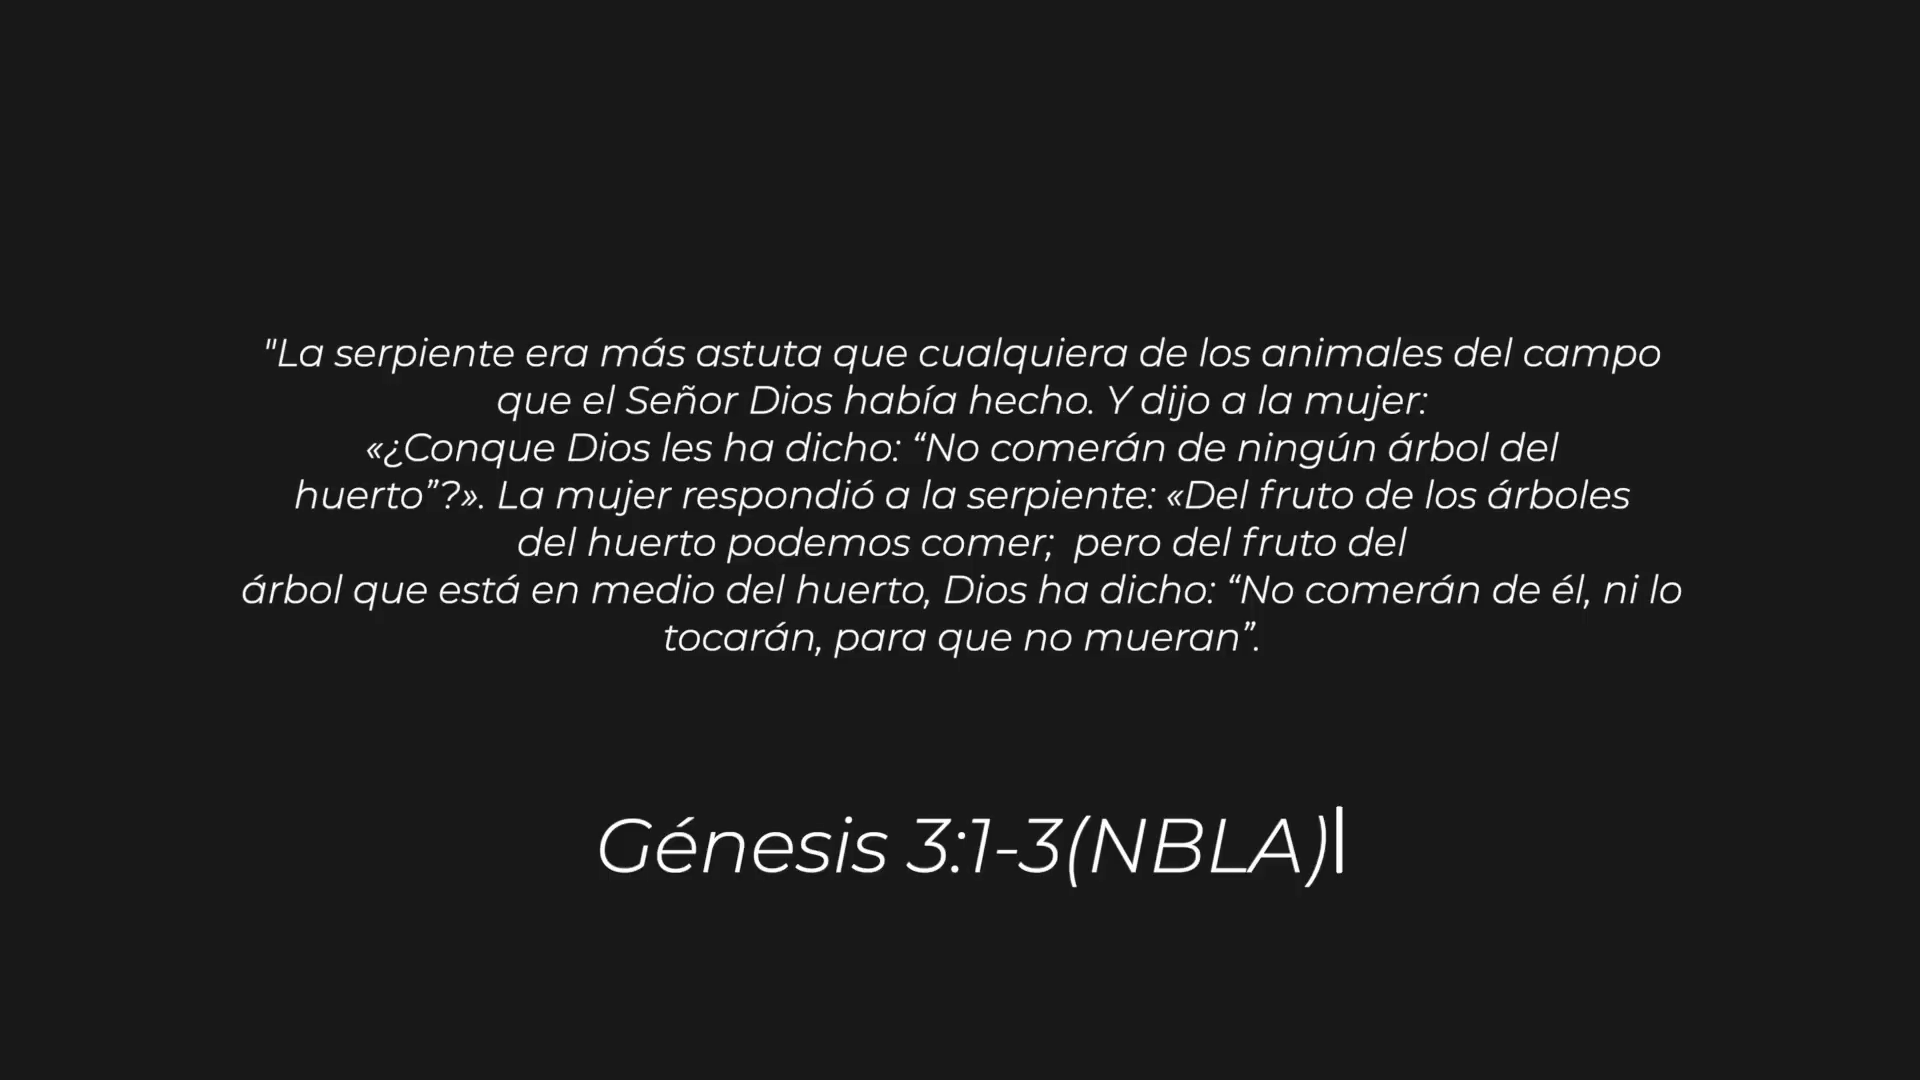 "La serpiente era más astuta que cualquiera de los animales del campo
que el Señor Dios había hecho. Y dijo a la mujer:
«¿Conque Dios les ha dicho: “No comerán de ningún árbol del
huerto”?». La mujer respondió a la serpiente: «Del fruto de los árboles
del huerto podemos comer;  pero del fruto del
árbol que está en medio del huerto, Dios ha dicho: “No comerán de él, ni lo
tocarán, para que no mueran”.
Génesis 3:1-3(NBLA)